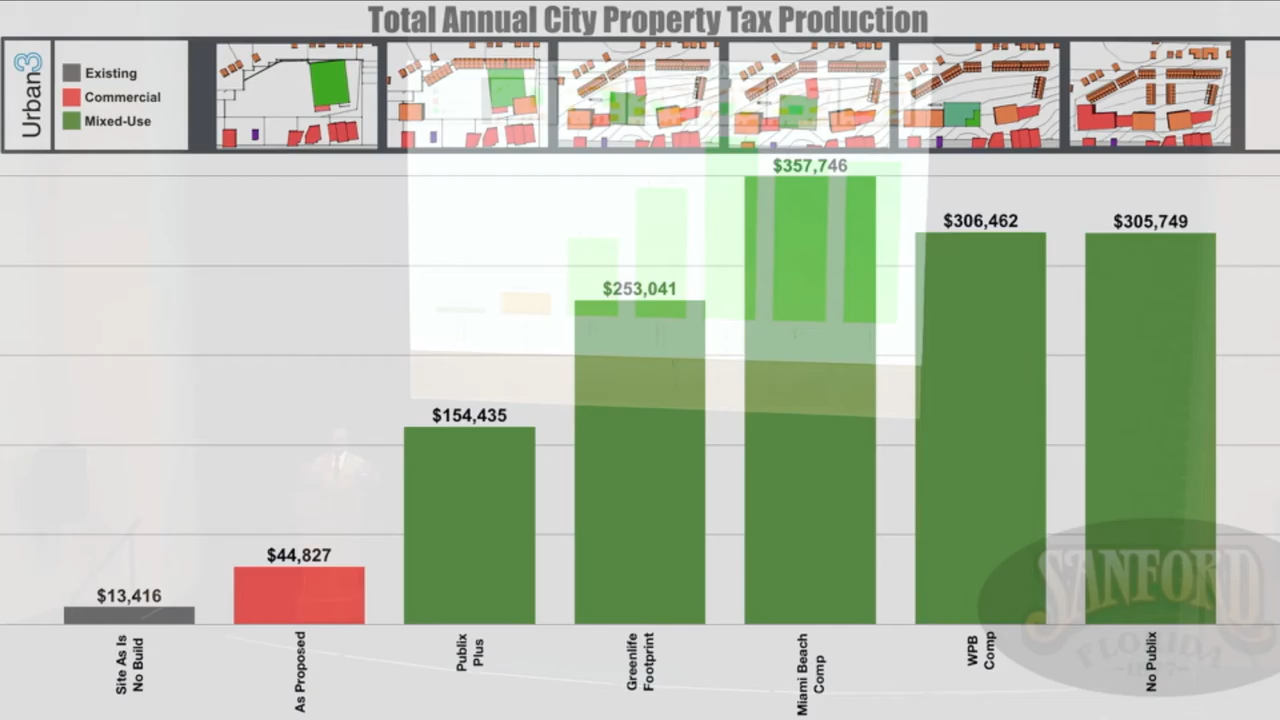 Total Annual City Property Tax Production
Urban3
Existing
Commercial
Mixed-Use
$13,416
$44,827
$154,435
$253,041
$357,746
$306,462
$305,749
Site As Is
No Build
As Proposed
Publix
Plus
Greenlife
Footprint
Miami Beach
Comp
WPB
Comp
No Publix
SANFORD
FLORIDA